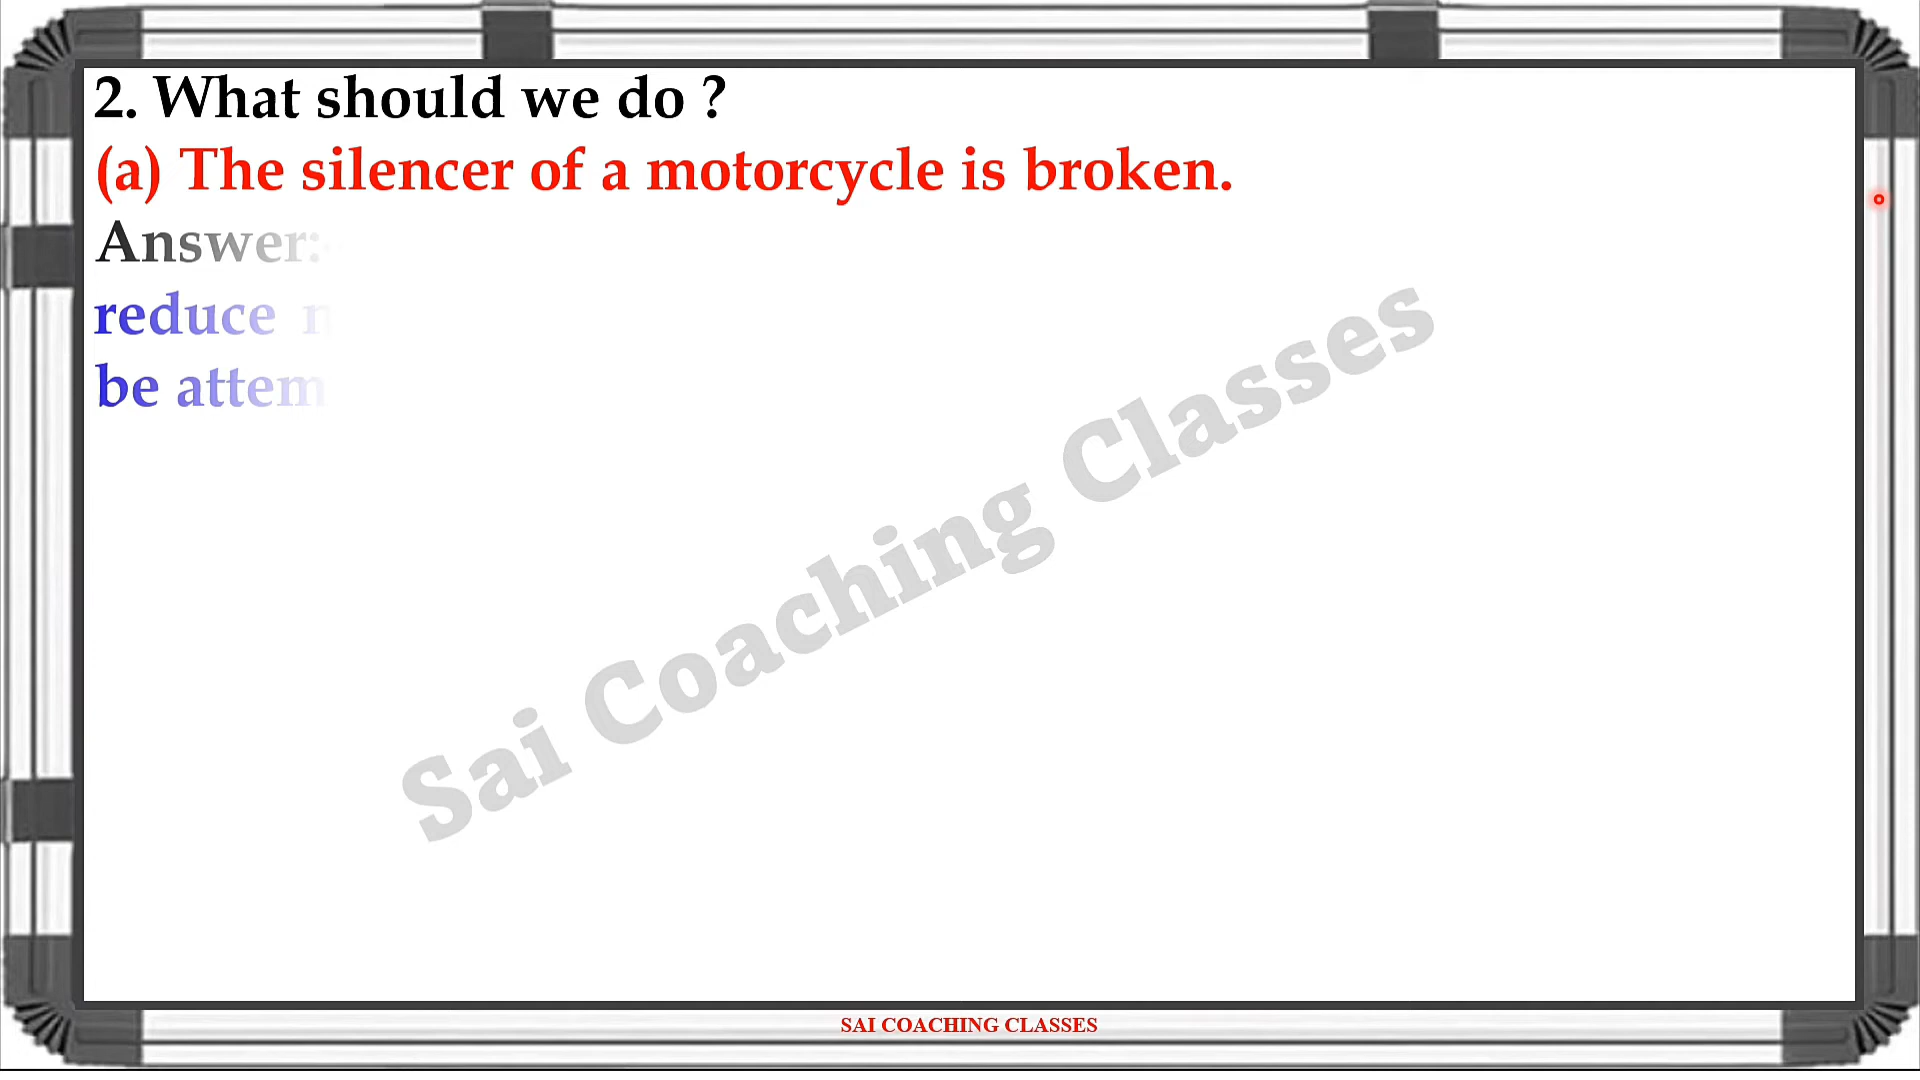 2. What should we do ?
(a) The silencer of a motorcycle is broken.
Answer:-
reduce
be
Sai Coaching Classes
SAI COACHING CLASSES